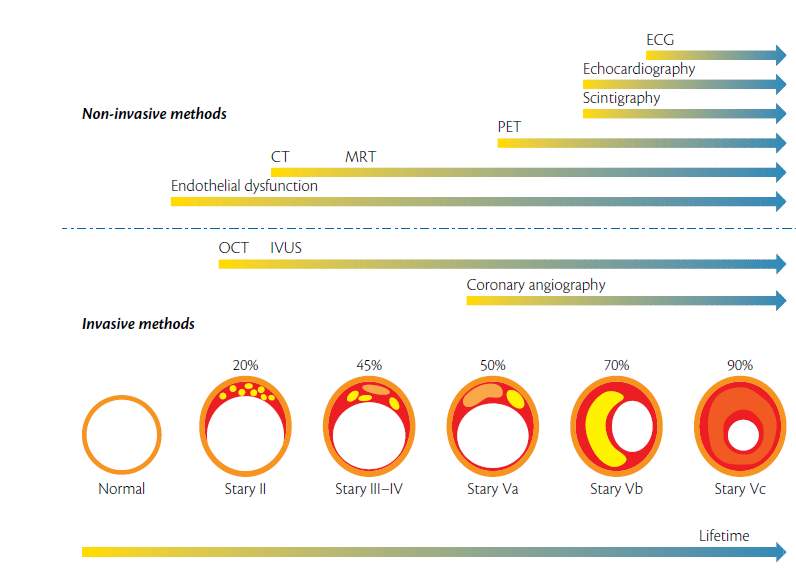 ECG
Echocardiography
Scintigraphy
Non-invasive methods
PET
CT MRT
Endothelial dysfunction
OCT IVUS
Coronary angiography
Invasive methods
20% 45% 50% 70% 90%
Normal Stary II Stary III–IV Stary Va Stary Vb Stary Vc
Lifetime